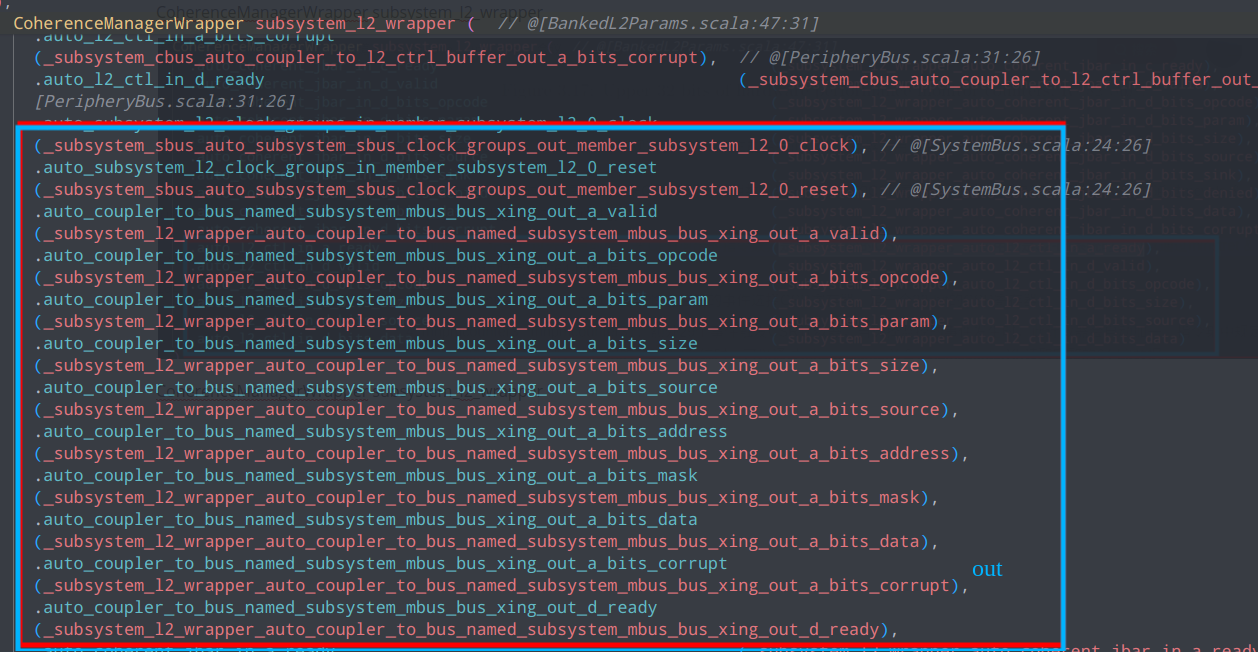 CoherenceManagerWrapper subsystem_l2_wrapper (  // @[BankedL2Params.scala:47:31]
.auto_l2_ctl_in_a_bits_corrupt
(_subsystem_cbus_auto_coupler_to_l2_ctrl_buffer_out_a_bits_corrupt),  // @[PeripheryBus.scala:31:26]
.auto_l2_ctl_in_d_ready (_subsystem_cbus_auto_coupler_to_l2_ctrl_buffer_out_
[PeripheryBus.scala:31:26]
.auto_subsystem_l2_clock_groups_in_member_subsystem_l2_0_clock
(_subsystem_sbus_auto_subsystem_sbus_clock_groups_out_member_subsystem_l2_0_clock), // @[SystemBus.scala:24:26]
.auto_subsystem_l2_clock_groups_in_member_subsystem_l2_0_reset
(_subsystem_sbus_auto_subsystem_sbus_clock_groups_out_member_subsystem_l2_0_reset), // @[SystemBus.scala:24:26]
.auto_coupler_to_bus_named_subsystem_mbus_bus_xing_out_a_valid
(_subsystem_l2_wrapper_auto_coupler_to_bus_named_subsystem_mbus_bus_xing_out_a_valid),
.auto_coupler_to_bus_named_subsystem_mbus_bus_xing_out_a_bits_opcode
(_subsystem_l2_wrapper_auto_coupler_to_bus_named_subsystem_mbus_bus_xing_out_a_bits_opcode),
.auto_coupler_to_bus_named_subsystem_mbus_bus_xing_out_a_bits_param
(_subsystem_l2_wrapper_auto_coupler_to_bus_named_subsystem_mbus_bus_xing_out_a_bits_param),
.auto_coupler_to_bus_named_subsystem_mbus_bus_xing_out_a_bits_size
(_subsystem_l2_wrapper_auto_coupler_to_bus_named_subsystem_mbus_bus_xing_out_a_bits_size),
.auto_coupler_to_bus_named_subsystem_mbus_bus_xing_out_a_bits_source
(_subsystem_l2_wrapper_auto_coupler_to_bus_named_subsystem_mbus_bus_xing_out_a_bits_source),
.auto_coupler_to_bus_named_subsystem_mbus_bus_xing_out_a_bits_address
(_subsystem_l2_wrapper_auto_coupler_to_bus_named_subsystem_mbus_bus_xing_out_a_bits_address),
.auto_coupler_to_bus_named_subsystem_mbus_bus_xing_out_a_bits_mask
(_subsystem_l2_wrapper_auto_coupler_to_bus_named_subsystem_mbus_bus_xing_out_a_bits_mask),
.auto_coupler_to_bus_named_subsystem_mbus_bus_xing_out_a_bits_data
(_subsystem_l2_wrapper_auto_coupler_to_bus_named_subsystem_mbus_bus_xing_out_a_bits_data),
.auto_coupler_to_bus_named_subsystem_mbus_bus_xing_out_a_bits_corrupt
out
(_subsystem_l2_wrapper_auto_coupler_to_bus_named_subsystem_mbus_bus_xing_out_a_bits_corrupt),
.auto_coupler_to_bus_named_subsystem_mbus_bus_xing_out_d_ready
(_subsystem_l2_wrapper_auto_coupler_to_bus_named_subsystem_mbus_bus_xing_out_d_ready),